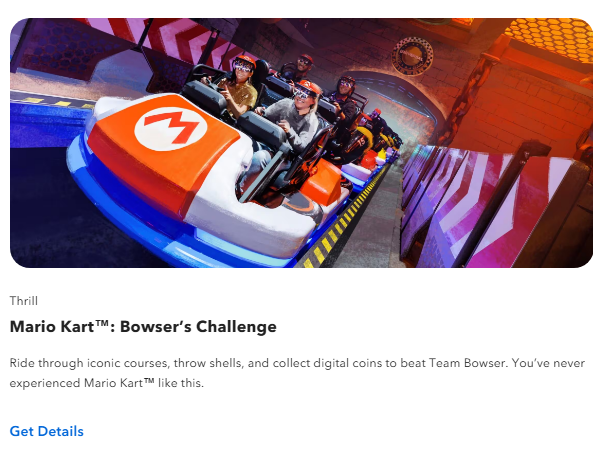 M
Thrill
Mario Kart™: Bowser's Challenge
Ride through iconic courses, throw shells, and collect digital coins to beat Team Bowser. You've never
experienced Mario Kart™ like this.
Get Details